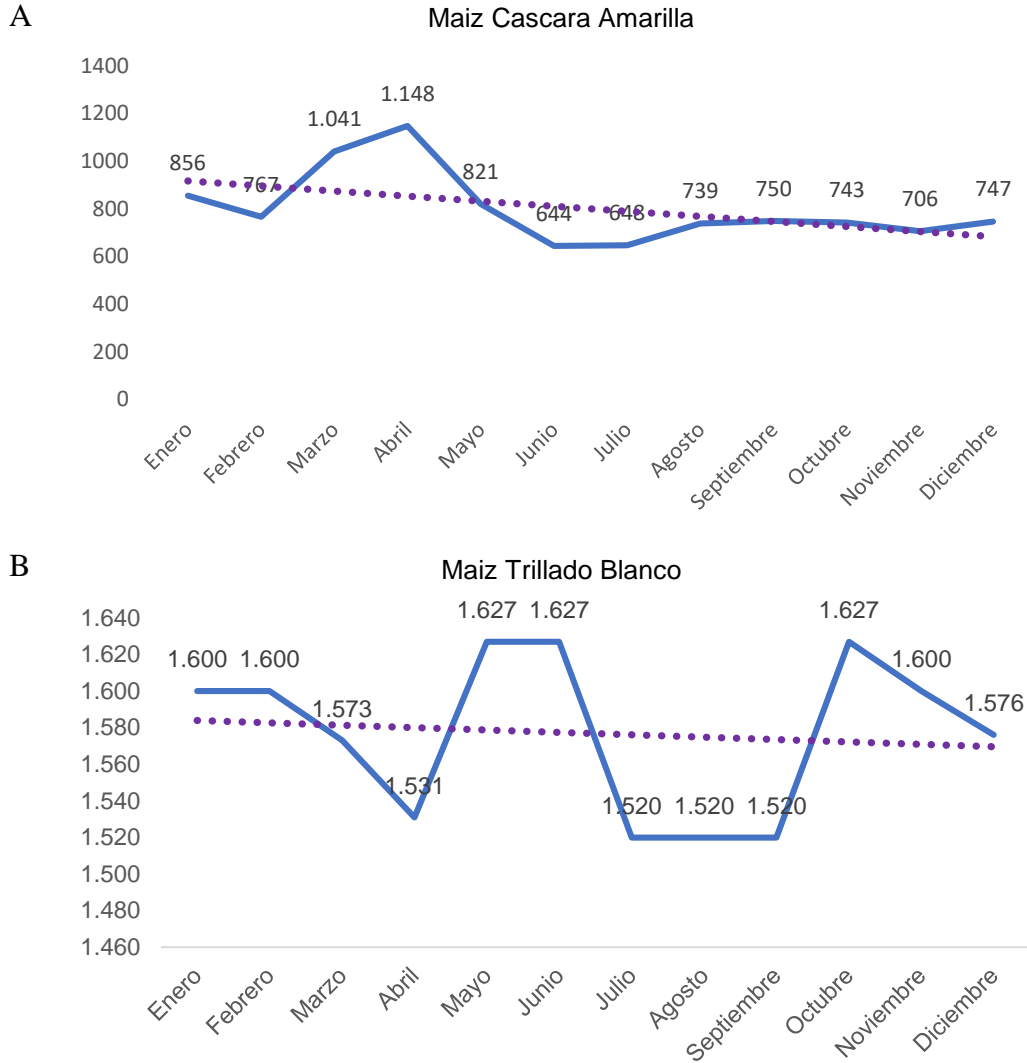 A
Maiz Cascara Amarilla
1400
1200
1000
800
600
400
200
0
856
767
1.041
1.148
821
644
648
739
750
743
706
747
Enero
Febrero
Marzo
Abril
Mayo
Junio
Julio
Agosto
Septiembre
Octubre
Noviembre
Diciembre
B
Maiz Trillado Blanco
1.640
1.620
1.600
1.580
1.560
1.540
1.520
1.500
1.480
1.460
1.600
1.600
1.573
1.531
1.627
1.627
1.520
1.520
1.520
1.627
1.600
1.576
Enero
Febrero
Marzo
Abril
Mayo
Junio
Julio
Agosto
Septiembre
Octubre
Noviembre
Diciembre